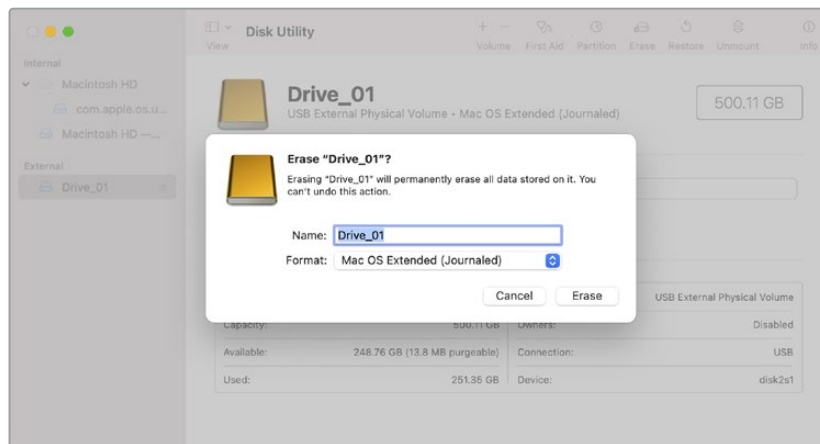 Disk Utility
View
Volume First Aid Partition Erase Restore Unmount Info
Internal
Macintosh HD
com.apple.os.u...
Macintosh HD —...
External
Drive_01
Drive_01
USB External Physical Volume • Mac OS Extended (Journaled)
500.11 GB
Erase “Drive_01”?
Erasing “Drive_01” will permanently erase all data stored on it. You
can’t undo this action.
Name: Drive_01
Format: Mac OS Extended (Journaled)
Cancel Erase
USB External Physical Volume
Capacity: 500.11 GB Owners: Disabled
Available: 248.76 GB (13.8 MB purgeable) Connection: USB
Used: 251.35 GB Device: disk2s1